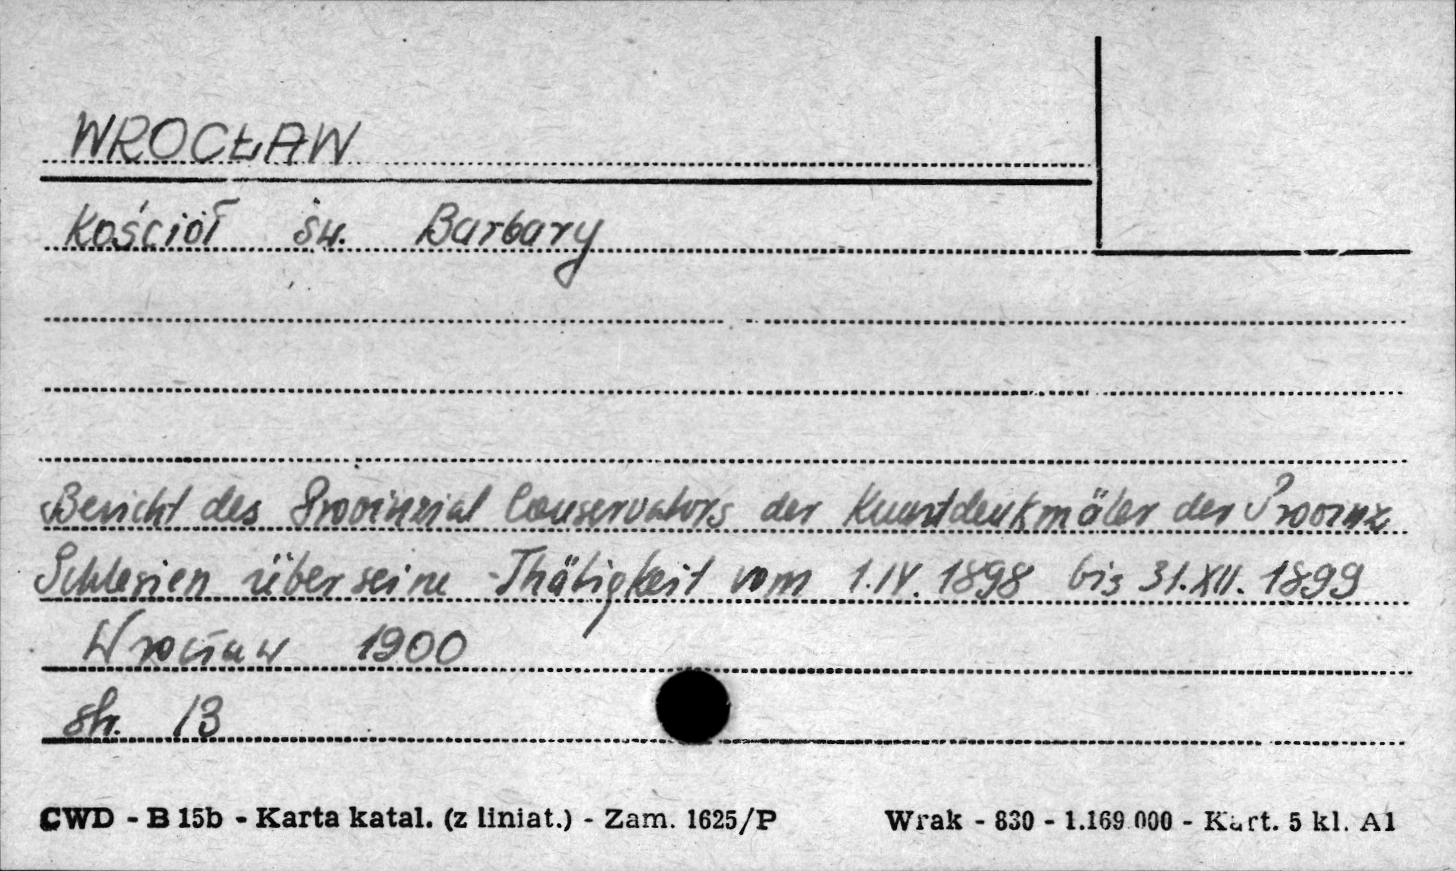 WROCŁAW
Kościół św. Barbary
Bericht des Provinzial Conservators der Kunstdenkmäler der Provinz
Schlesien über seine Thätigkeit vom 1.IV.1898 bis 31.XII.1899
Wrocław 1900
str. 13
CWD - B 15b - Karta katal. (z liniat.) - Zam. 1625/P
Wrak - 830 - 1.169.000 - Kart. 5 kl. A1